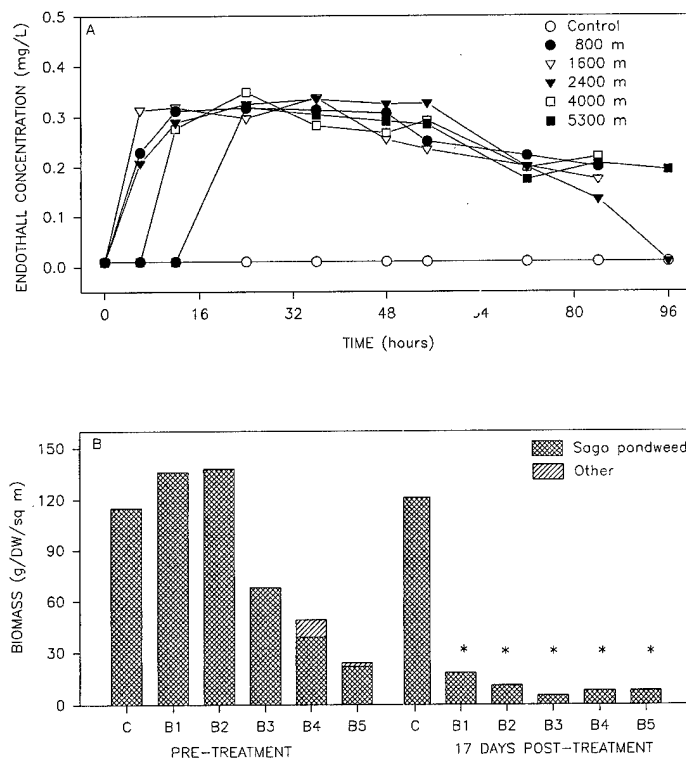 A
ENDOTHALL CONCENTRATION (mg/L)
0.5
0.4
0.3
0.2
0.1
0.0
Control
800 m
1600 m
2400 m
4000 m
5300 m
0 16 32 48 80 96
TIME (hours)
B
BIOMASS (g/DW/sq m)
150
120
90
60
30
0
Sago pondweed
Other
* * * * *
C B1 B2 B3 B4 B5 C B1 B2 B3 B4 B5
PRE-TREATMENT 17 DAYS POST-TREATMENT